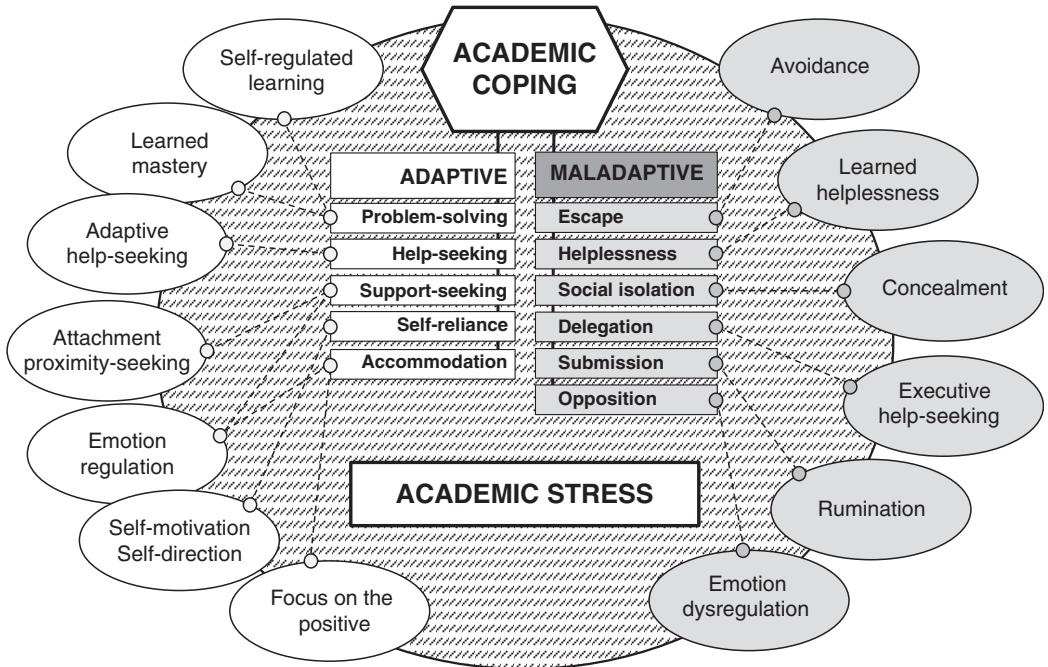 ACADEMIC
COPING
Self-regulated
learning
Avoidance
Learned
mastery
ADAPTIVE
MALADAPTIVE
Learned
helplessness
Problem-solving
Escape
Adaptive
help-seeking
Help-seeking
Helplessness
Support-seeking
Social isolation
Concealment
Attachment
proximity-seeking
Self-reliance
Delegation
Accommodation
Submission
Opposition
Executive
help-seeking
Emotion
regulation
ACADEMIC STRESS
Rumination
Self-motivation
Self-direction
Focus on the
positive
Emotion
dysregulation